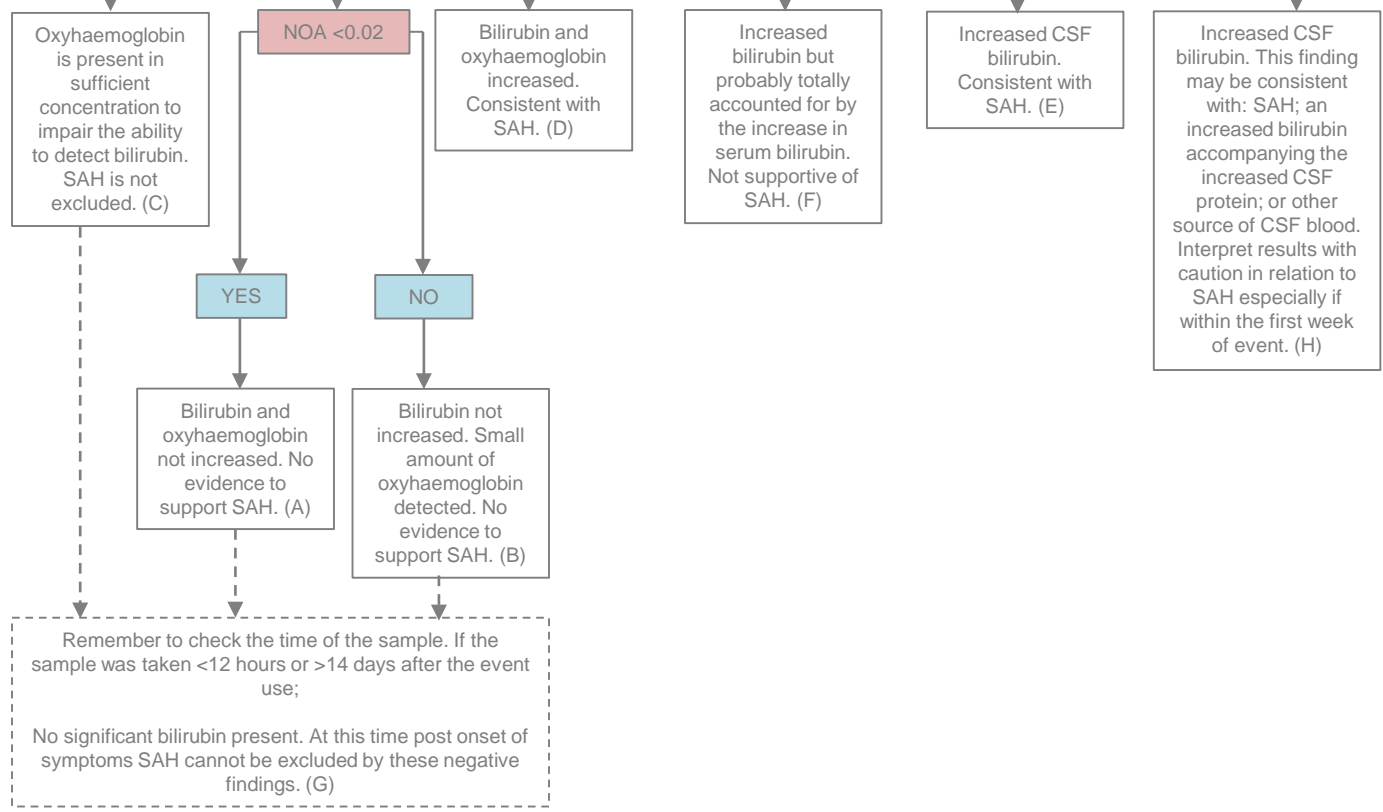 Oxyhaemoglobin
is present in
sufficient
concentration to
impair the ability
to detect bilirubin.
SAH is not
excluded. (C)
NOA <0.02
Bilirubin and
oxyhaemoglobin
increased.
Consistent with
SAH. (D)
Increased
bilirubin but
probably totally
accounted for by
the increase in
serum bilirubin.
Not supportive of
SAH. (F)
Increased CSF
bilirubin.
Consistent with
SAH. (E)
Increased CSF
bilirubin. This finding
may be consistent
with: SAH; an
increased bilirubin
accompanying the
increased CSF
protein; or other
source of CSF blood.
Interpret results with
caution in relation to
SAH especially if
within the first week
of event. (H)
YES
NO
Bilirubin and
oxyhaemoglobin
not increased. No
evidence to
support SAH. (A)
Bilirubin not
increased. Small
amount of
oxyhaemoglobin
detected. No
evidence to
support SAH. (B)
Remember to check the time of the sample. If the
sample was taken <12 hours or >14 days after the event
use;
No significant bilirubin present. At this time post onset of
symptoms SAH cannot be excluded by these negative
findings. (G)